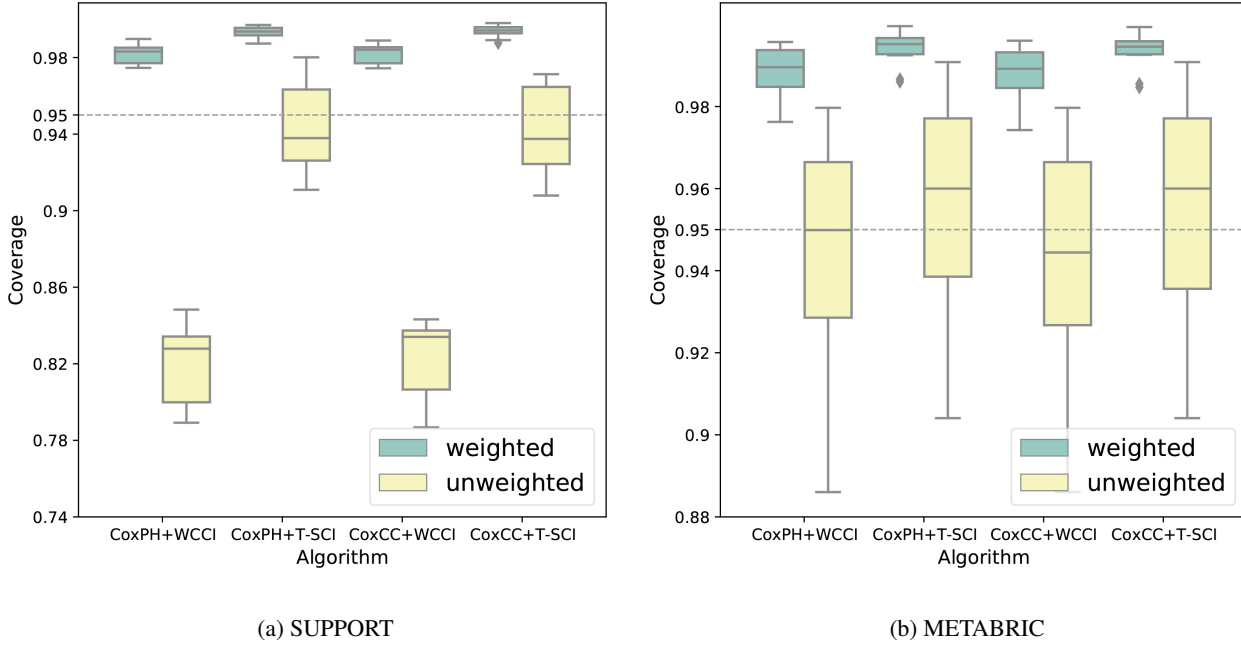 0.98
0.95
0.94
0.9
0.86
0.82
0.78
0.74
Coverage
CoxPH+WCCI CoxPH+T-SCI CoxCC+WCCI CoxCC+T-SCI
Algorithm
weighted
unweighted
(a) SUPPORT
0.98
0.96
0.95
0.94
0.92
0.9
0.88
Coverage
CoxPH+WCCI CoxPH+T-SCI CoxCC+WCCI CoxCC+T-SCI
Algorithm
weighted
unweighted
(b) METABRIC